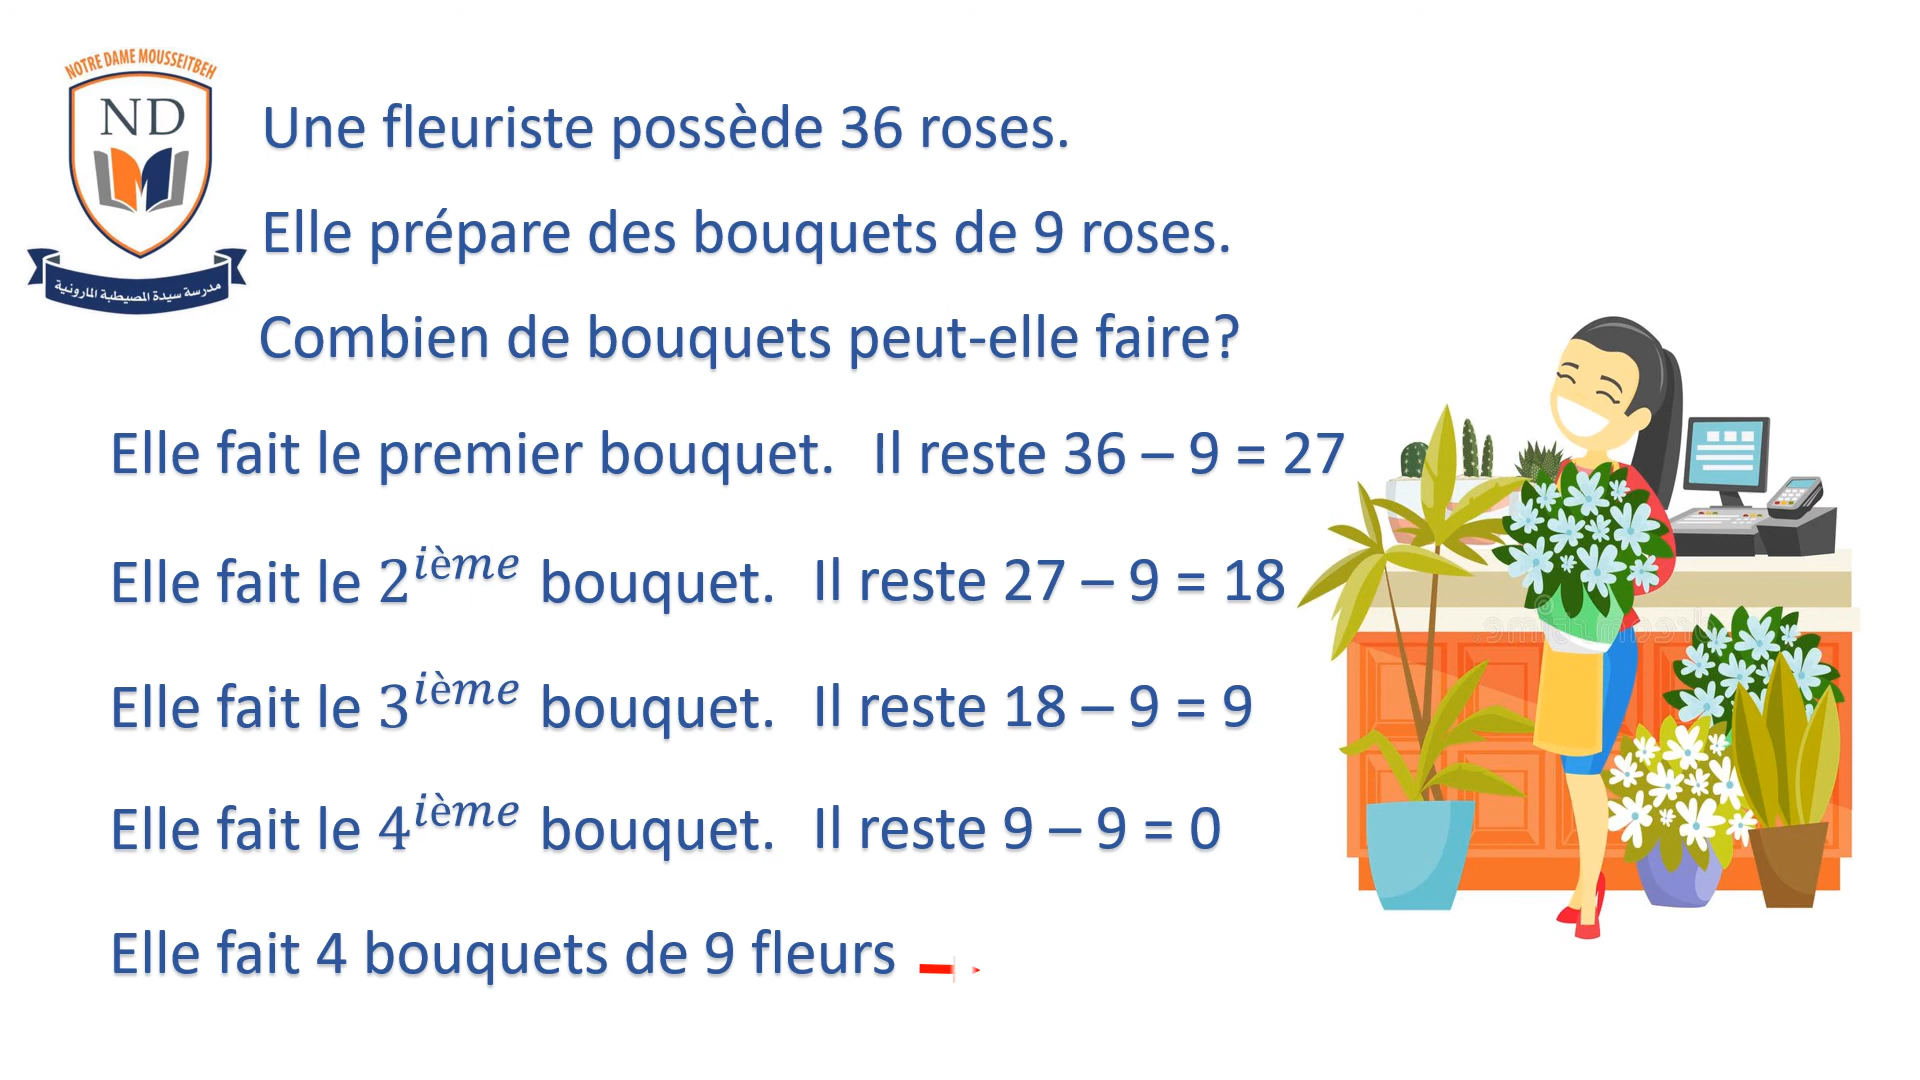 NOTRE DAME MOUSSEITBEH
ND
مدرسة سيدة المصيطبة المارونية
Une fleuriste possède 36 roses.
Elle prépare des bouquets de 9 roses.
Combien de bouquets peut-elle faire?
Elle fait le premier bouquet. Il reste 36 – 9 = 27
Elle fait le 2ième bouquet. Il reste 27 – 9 = 18
Elle fait le 3ième bouquet. Il reste 18 – 9 = 9
Elle fait le 4ième bouquet. Il reste 9 – 9 = 0
Elle fait 4 bouquets de 9 fleurs